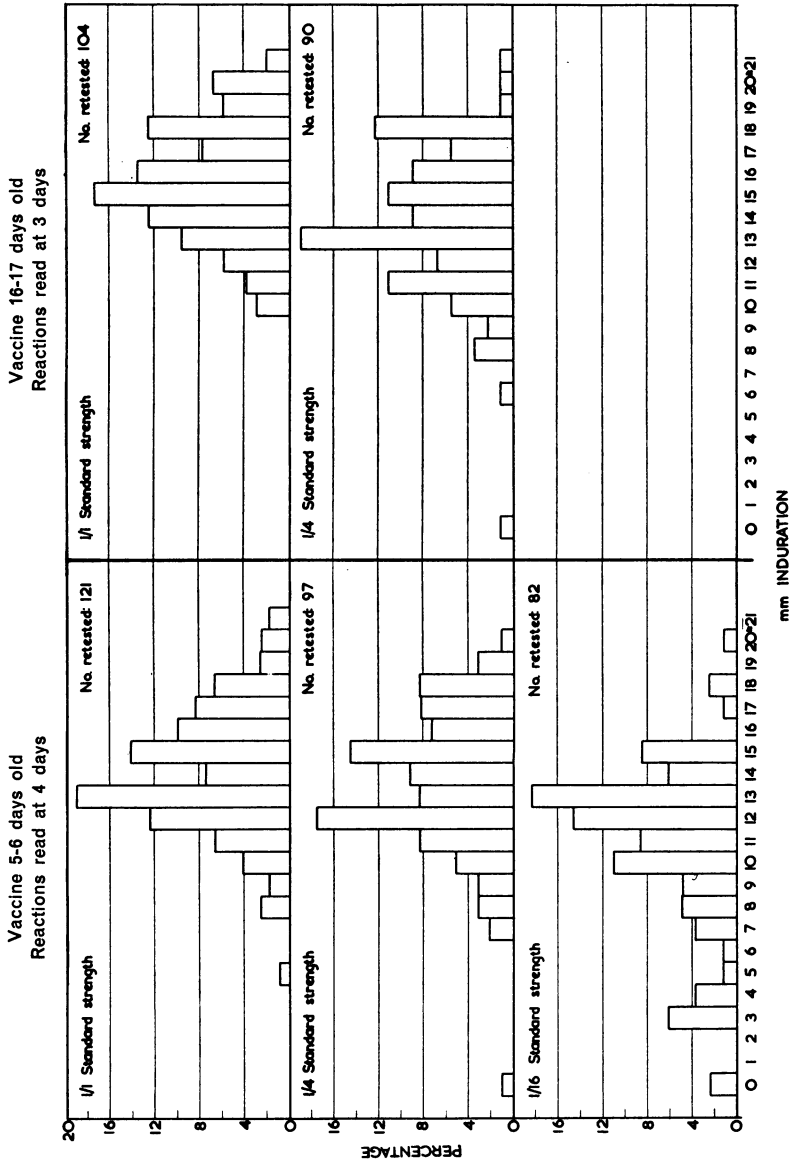 Vaccine 5-6 days old
Reactions read at 4 days
Vaccine 16-17 days old
Reactions read at 3 days
1/1 Standard strength
No. retested: 121
1/1 Standard strength
No. retested: 104
20
16
12
8
4
0
1/4 Standard strength
No. retested: 97
1/4 Standard strength
No. retested: 90
16
12
8
4
0
1/16 Standard strength
No. retested: 82
16
12
8
4
0
PERCENTAGE
0 1 2 3 4 5 6 7 8 9 10 11 12 13 14 15 16 17 18 19 20 21
0 1 2 3 4 5 6 7 8 9 10 11 12 13 14 15 16 17 18 19 20 21
mm INDURATION